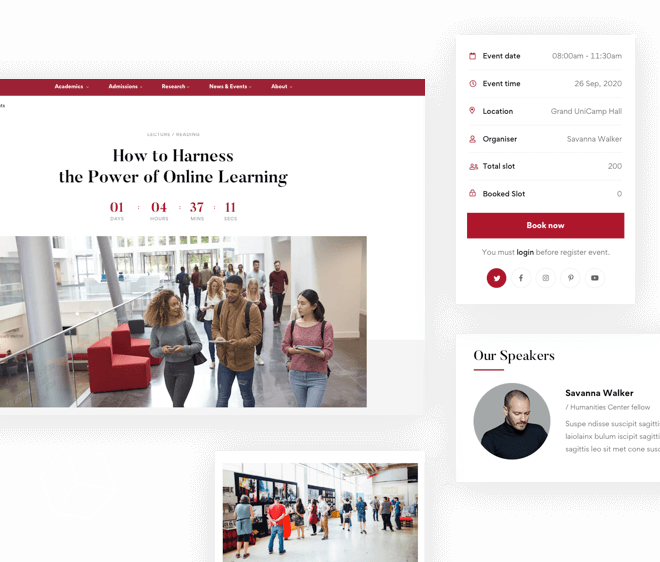 Academics
Admissions
Research
News & Events
About
nts
LECTURE / READING
How to Harness
the Power of Online Learning
01 : 04 : 37 : 11
DAYS HOURS MINS SECS
Event date 08:00am - 11:30am
Event time 26 Sep, 2020
Location Grand UniCamp Hall
Organiser Savanna Walker
Total slot 200
Booked Slot 0
Book now
You must login before register event.
Our Speakers
Savanna Walker
/ Humanities Center fellow
Suspe ndisse suscipit sagitti
laiolainx bulum iscipit sagitti
sagittis leo sit met cone susc